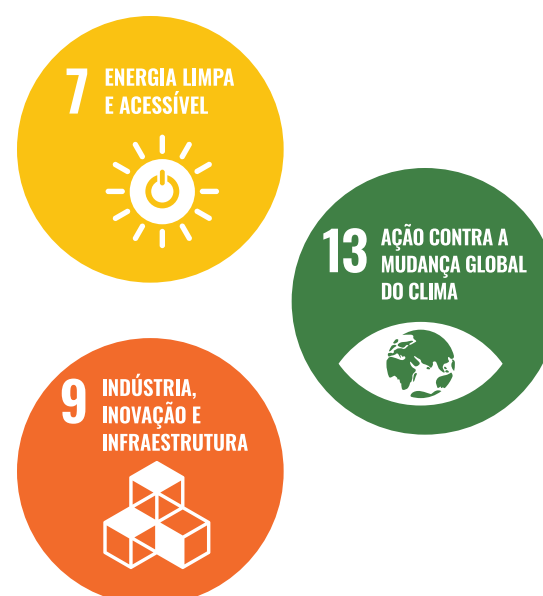 7 ENERGIA LIMPA
E ACESSÍVEL
13 AÇÃO CONTRA A
MUDANÇA GLOBAL
DO CLIMA
9 INDÚSTRIA,
INOVAÇÃO E
INFRAESTRUTURA